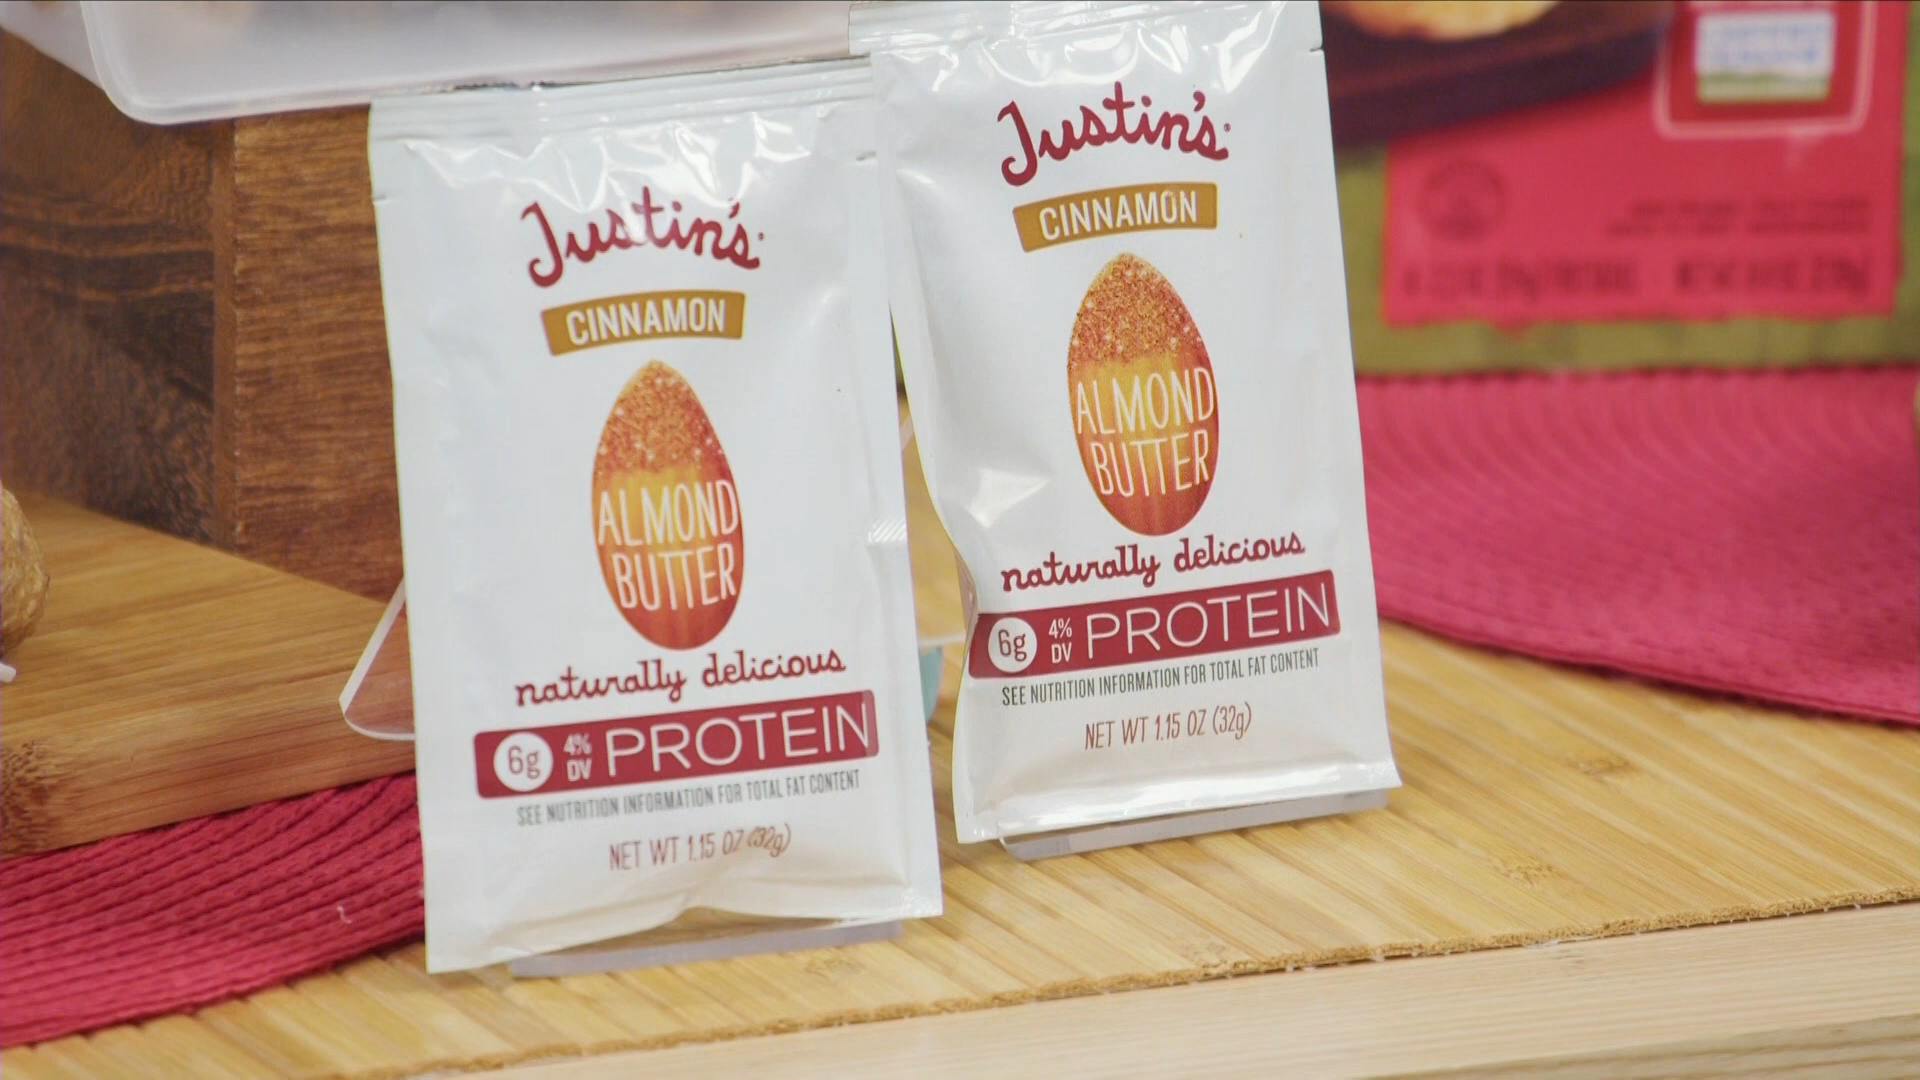 Justin's
CINNAMON
ALMOND
BUTTER
naturally delicious
6g 4% DV PROTEIN
SEE NUTRITION INFORMATION FOR TOTAL FAT CONTENT
NET WT 1.15 OZ (32g)
Justin's
CINNAMON
ALMOND
BUTTER
naturally delicious
6g 4% DV PROTEIN
SEE NUTRITION INFORMATION FOR TOTAL FAT CONTENT
NET WT 1.15 OZ (32g)